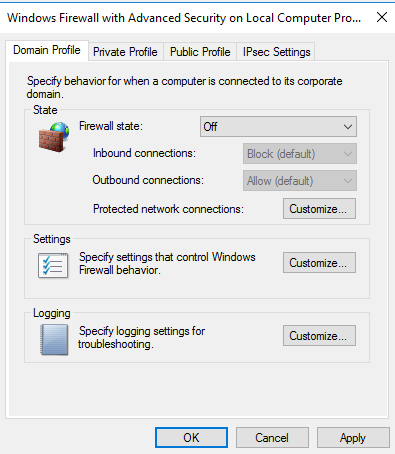 Windows Firewall with Advanced Security on Local Computer Pro...
Domain Profile Private Profile Public Profile IPsec Settings
Specify behavior for when a computer is connected to its corporate
domain.
State
Firewall state: Off
Inbound connections: Block (default)
Outbound connections: Allow (default)
Protected network connections: Customize...
Settings
Specify settings that control Windows
Firewall behavior.
Customize...
Logging
Specify logging settings for
troubleshooting.
Customize...
OK Cancel Apply